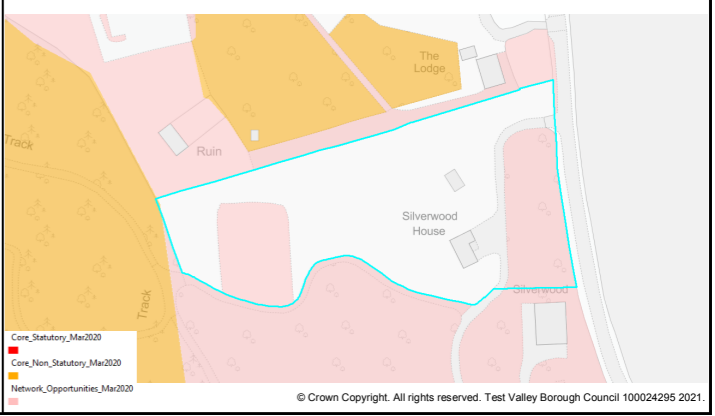 The
Lodge
Track
Ruin
Silverwood
House
Silverwood
Track
Core_Statutory_Mar2020
Core_Non_Statutory_Mar2020
Network_Opportunities_Mar2020
© Crown Copyright. All rights reserved. Test Valley Borough Council 100024295 2021.